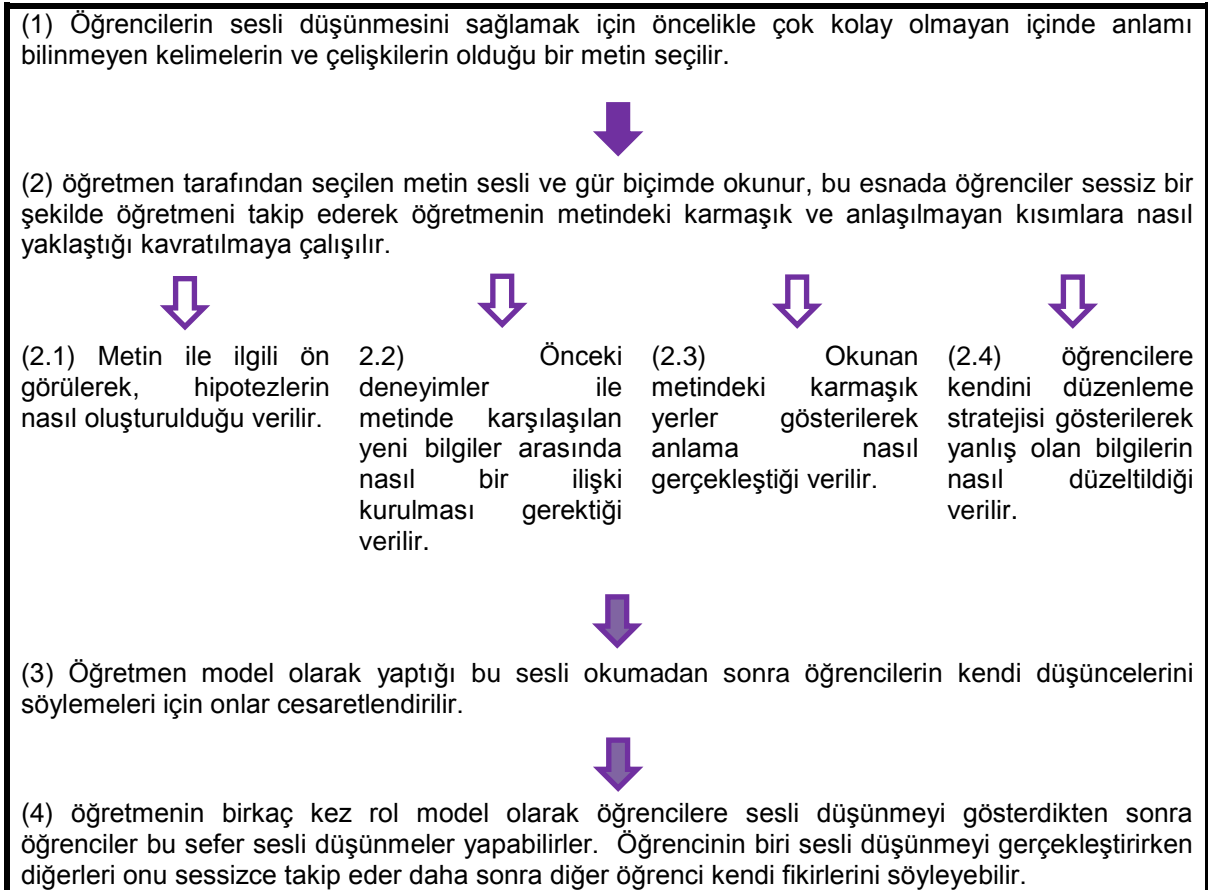 (1) Öğrencilerin sesli düşünmesini sağlamak için öncelikle çok kolay olmayan içinde anlamı
bilinmeyen kelimelerin ve çelişkilerin olduğu bir metin seçilir.
(2) öğretmen tarafından seçilen metin sesli ve gür biçimde okunur, bu esnada öğrenciler sessiz bir
şekilde öğretmeni takip ederek öğretmenin metindeki karmaşık ve anlaşılmayan kısımlara nasıl
yaklaştığı kavratılmaya çalışılır.
(2.1) Metin ile ilgili ön
görülerek, hipotezlerin
nasıl oluşturulduğu verilir.
2.2) Önceki
deneyimler ile
metinde karşılaşılan
yeni bilgiler arasında
nasıl bir ilişki
kurulması gerektiği
verilir.
(2.3) Okunan
metindeki karmaşık
yerler gösterilerek
anlama nasıl
gerçekleştiği verilir.
(2.4) öğrencilere
kendini düzenleme
stratejisi gösterilerek
yanlış olan bilgilerin
nasıl düzeltildiği
verilir.
(3) Öğretmen model olarak yaptığı bu sesli okumadan sonra öğrencilerin kendi düşüncelerini
söylemeleri için onlar cesaretlendirilir.
(4) öğretmenin birkaç kez rol model olarak öğrencilere sesli düşünmeyi gösterdikten sonra
öğrenciler bu sefer sesli düşünmeler yapabilirler. Öğrencinin biri sesli düşünmeyi gerçekleştirirken
diğerleri onu sessizce takip eder daha sonra diğer öğrenci kendi fikirlerini söyleyebilir.